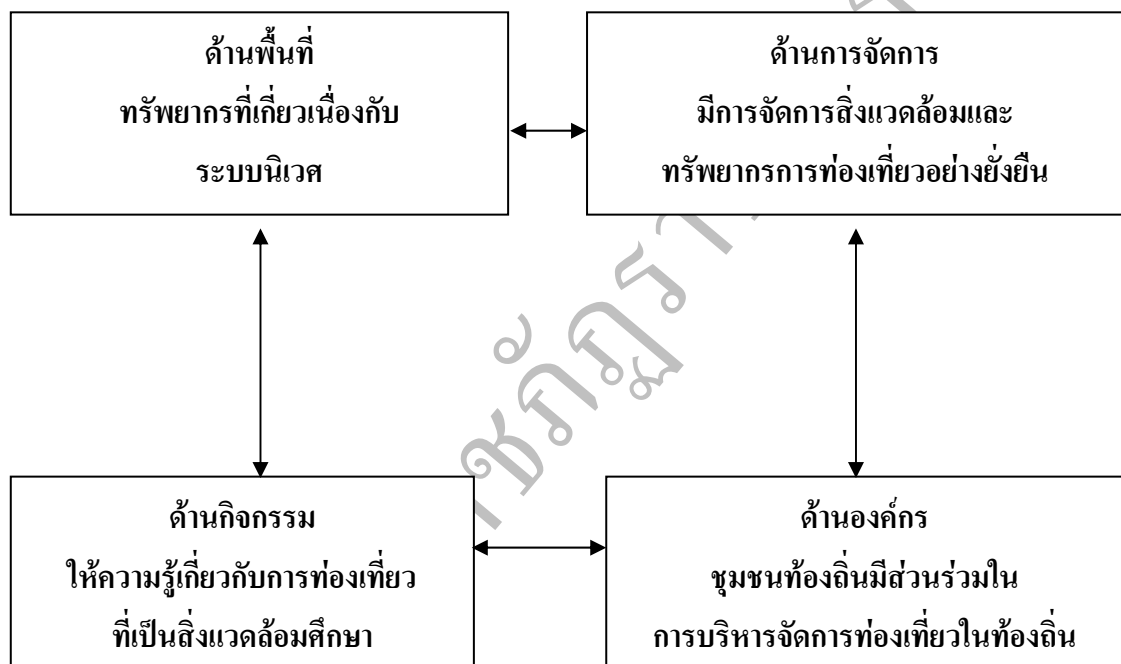 ด้านพื้นที่
ทรัพยากรที่เกี่ยวเนื่องกับ
ระบบนิเวศ
ด้านการจัดการ
มีการจัดการสิ่งแวดล้อมและ
ทรัพยากรการท่องเที่ยวอย่างยั่งยืน
ด้านกิจกรรม
ให้ความรู้เกี่ยวกับการท่องเที่ยว
ที่เป็นสิ่งแวดล้อมศึกษา
ด้านองค์กร
ชุมชนท้องถิ่นมีส่วนร่วมใน
การบริหารจัดการท่องเที่ยวในท้องถิ่น